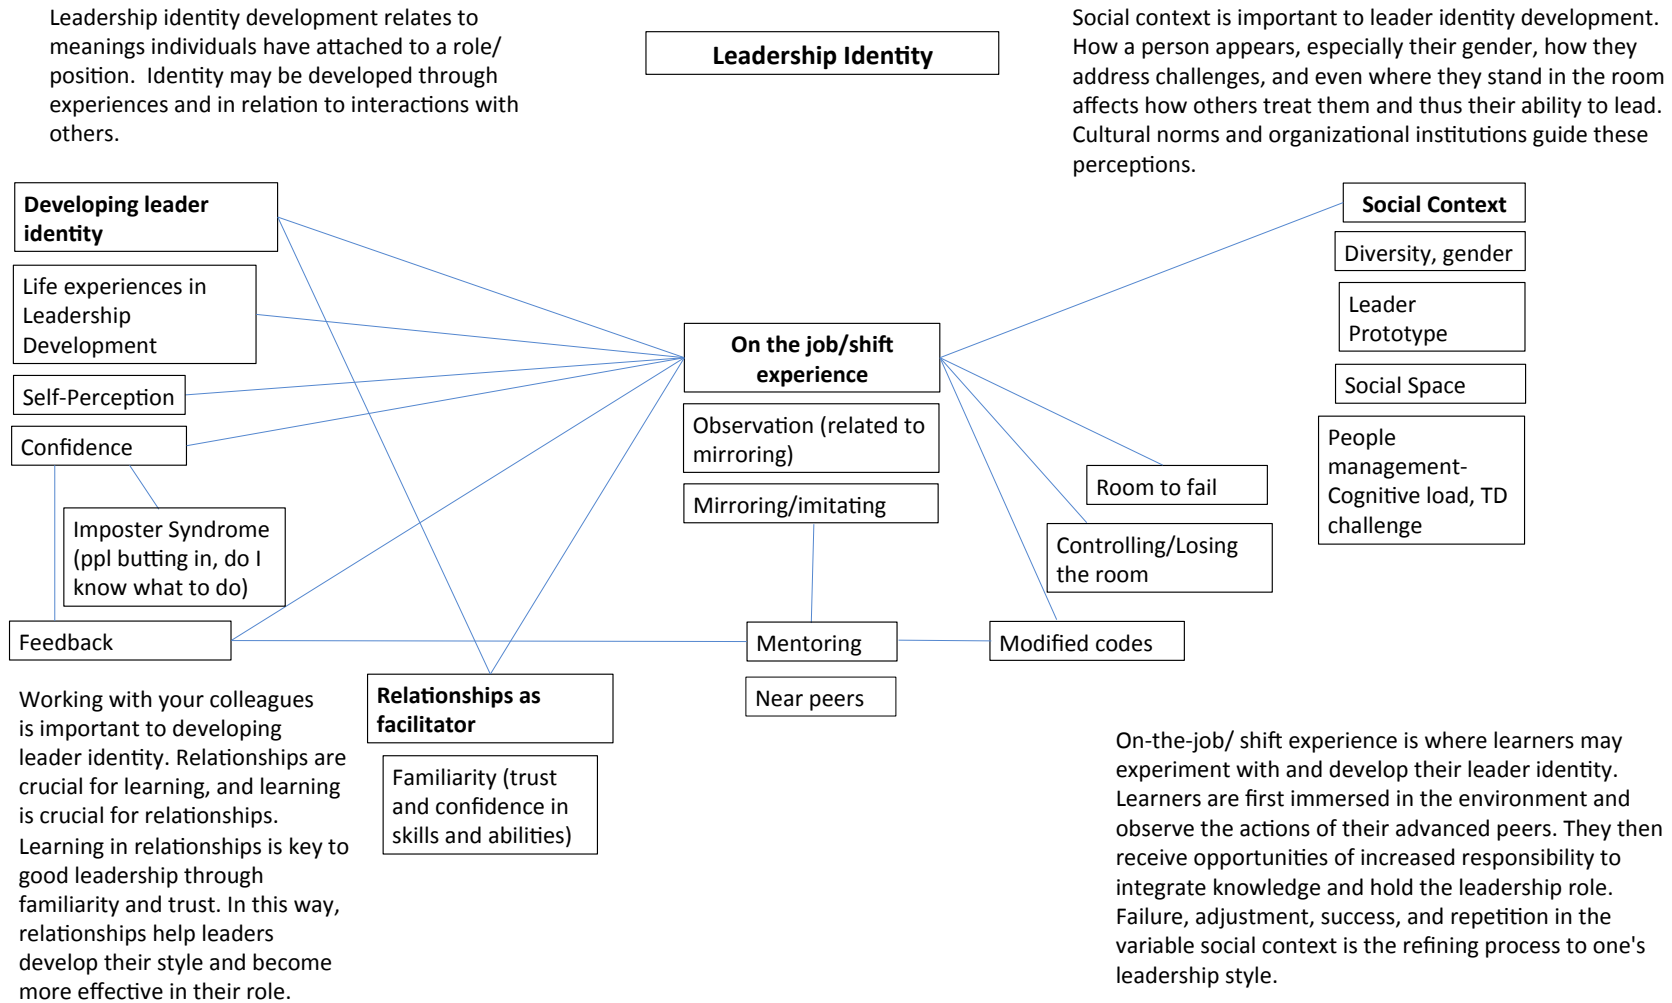 Leadership identity development relates to
meanings individuals have attached to a role/
position.  Identity may be developed through
experiences and in relation to interactions with
others.
Leadership Identity
Social context is important to leader identity development.
How a person appears, especially their gender, how they
address challenges, and even where they stand in the room
affects how others treat them and thus their ability to lead.
Cultural norms and organizational institutions guide these
perceptions.
Developing leader
identity
Life experiences in
Leadership
Development
Self-Perception
Confidence
Imposter Syndrome
(ppl butting in, do I
know what to do)
Feedback
On the job/shift
experience
Observation (related to
mirroring)
Mirroring/imitating
Mentoring
Near peers
Social Context
Diversity, gender
Leader
Prototype
Social Space
People
management-
Cognitive load, TD
challenge
Room to fail
Controlling/Losing
the room
Modified codes
Relationships as
facilitator
Familiarity (trust
and confidence in
skills and abilities)
Working with your colleagues
is important to developing
leader identity. Relationships are
crucial for learning, and learning
is crucial for relationships.
Learning in relationships is key to
good leadership through
familiarity and trust. In this way,
relationships help leaders
develop their style and become
more effective in their role.
On-the-job/ shift experience is where learners may
experiment with and develop their leader identity.
Learners are first immersed in the environment and
observe the actions of their advanced peers. They then
receive opportunities of increased responsibility to
integrate knowledge and hold the leadership role.
Failure, adjustment, success, and repetition in the
variable social context is the refining process to one's
leadership style.